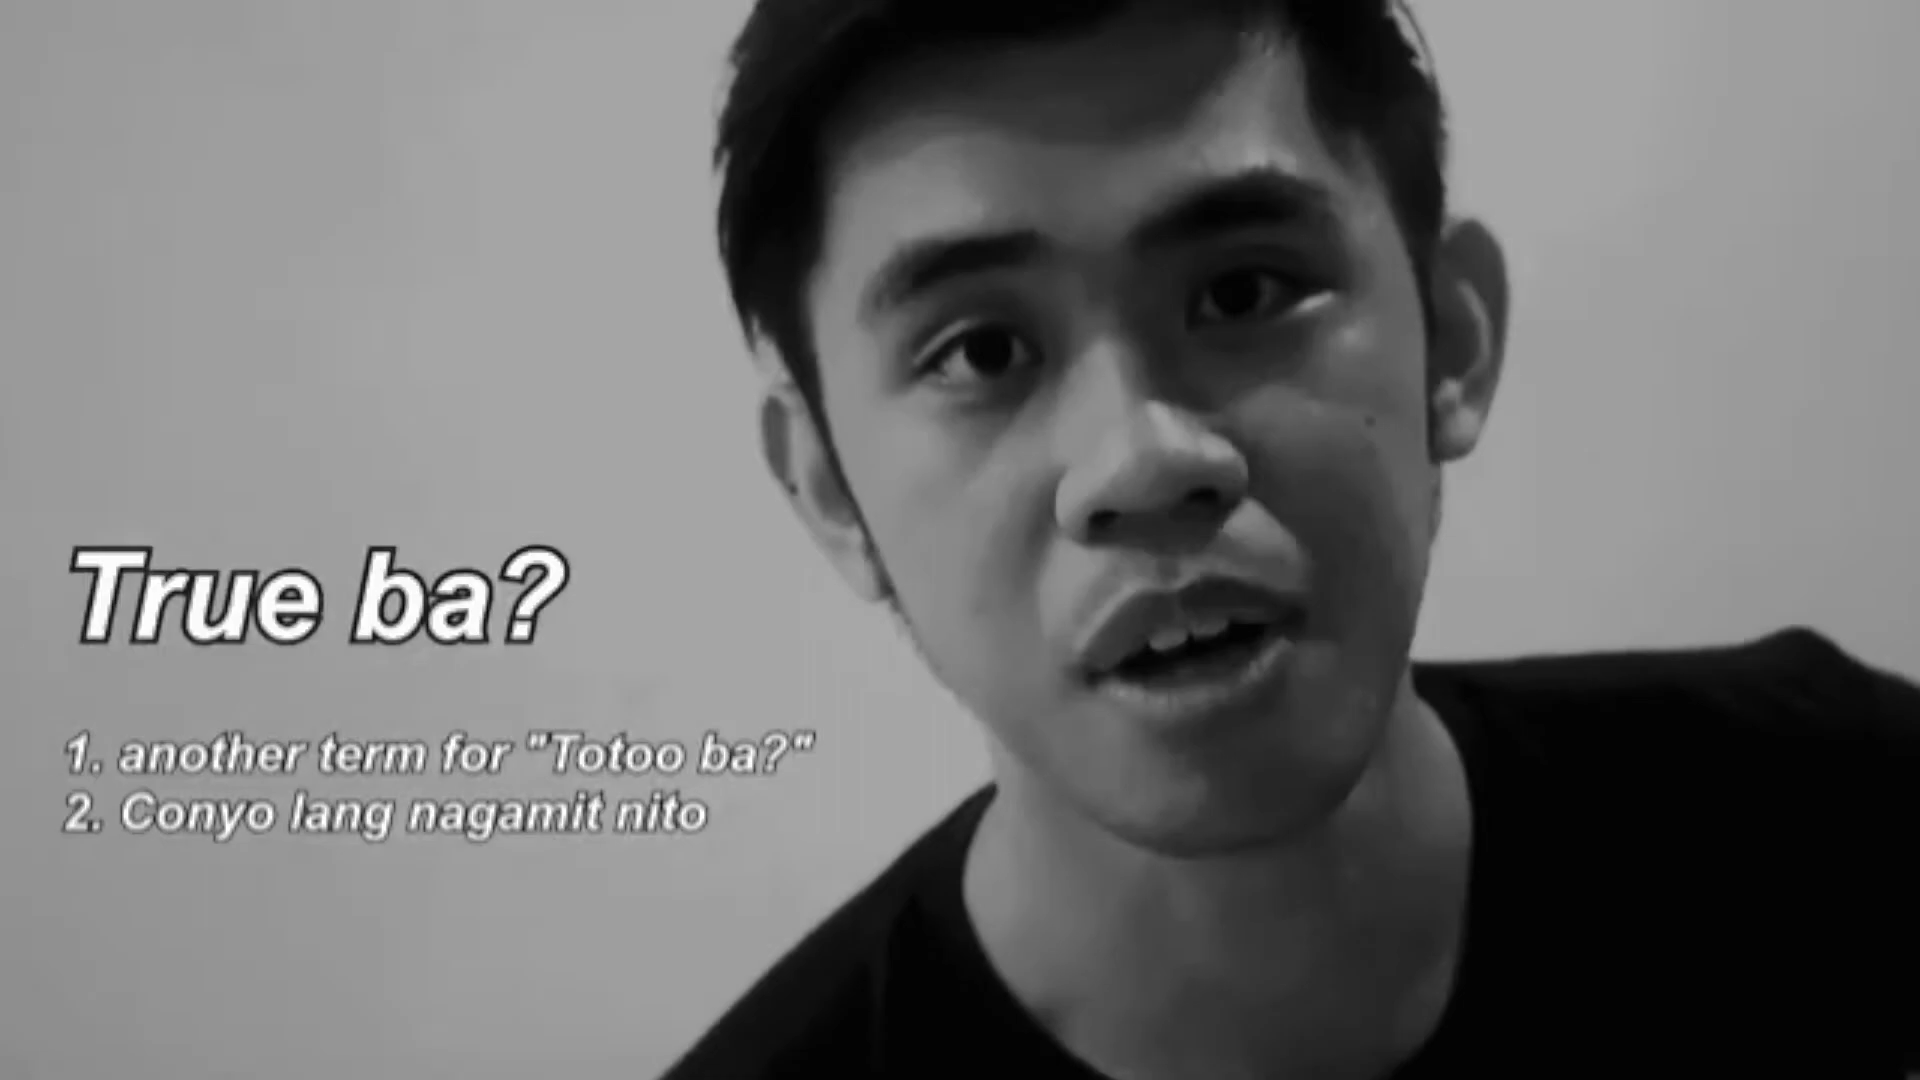 True ba?
1. another term for "Totoo ba?"
2. Conyo lang nagamit nito